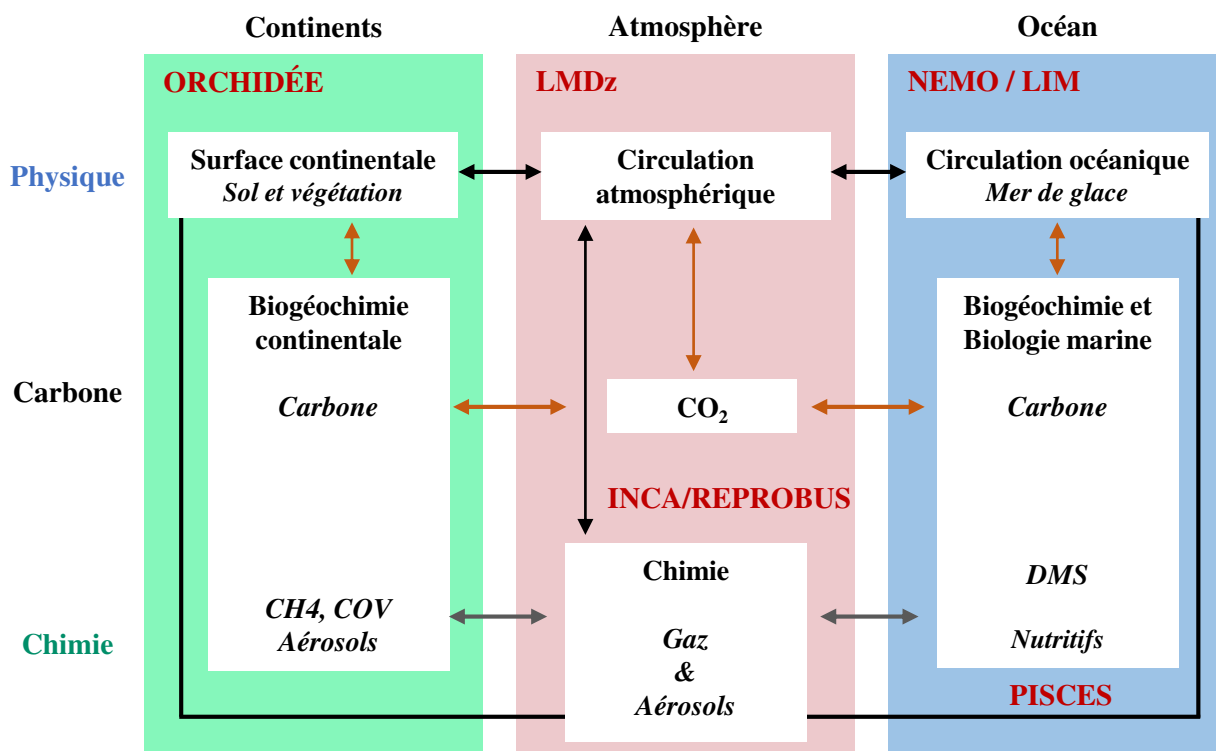 Continents
Atmosphère
Océan
ORCHIDÉE
LMDz
NEMO / LIM
Physique
Surface continentale
Sol et végétation
Circulation
atmosphérique
Circulation océanique
Mer de glace
Biogéochimie
continentale
Biogéochimie et
Biologie marine
Carbone
Carbone
CO₂
Carbone
INCA/REPROBUS
Chimie
CH4, COV
Aérosols
Chimie
Gaz
&
Aérosols
DMS
Nutritifs
PISCES